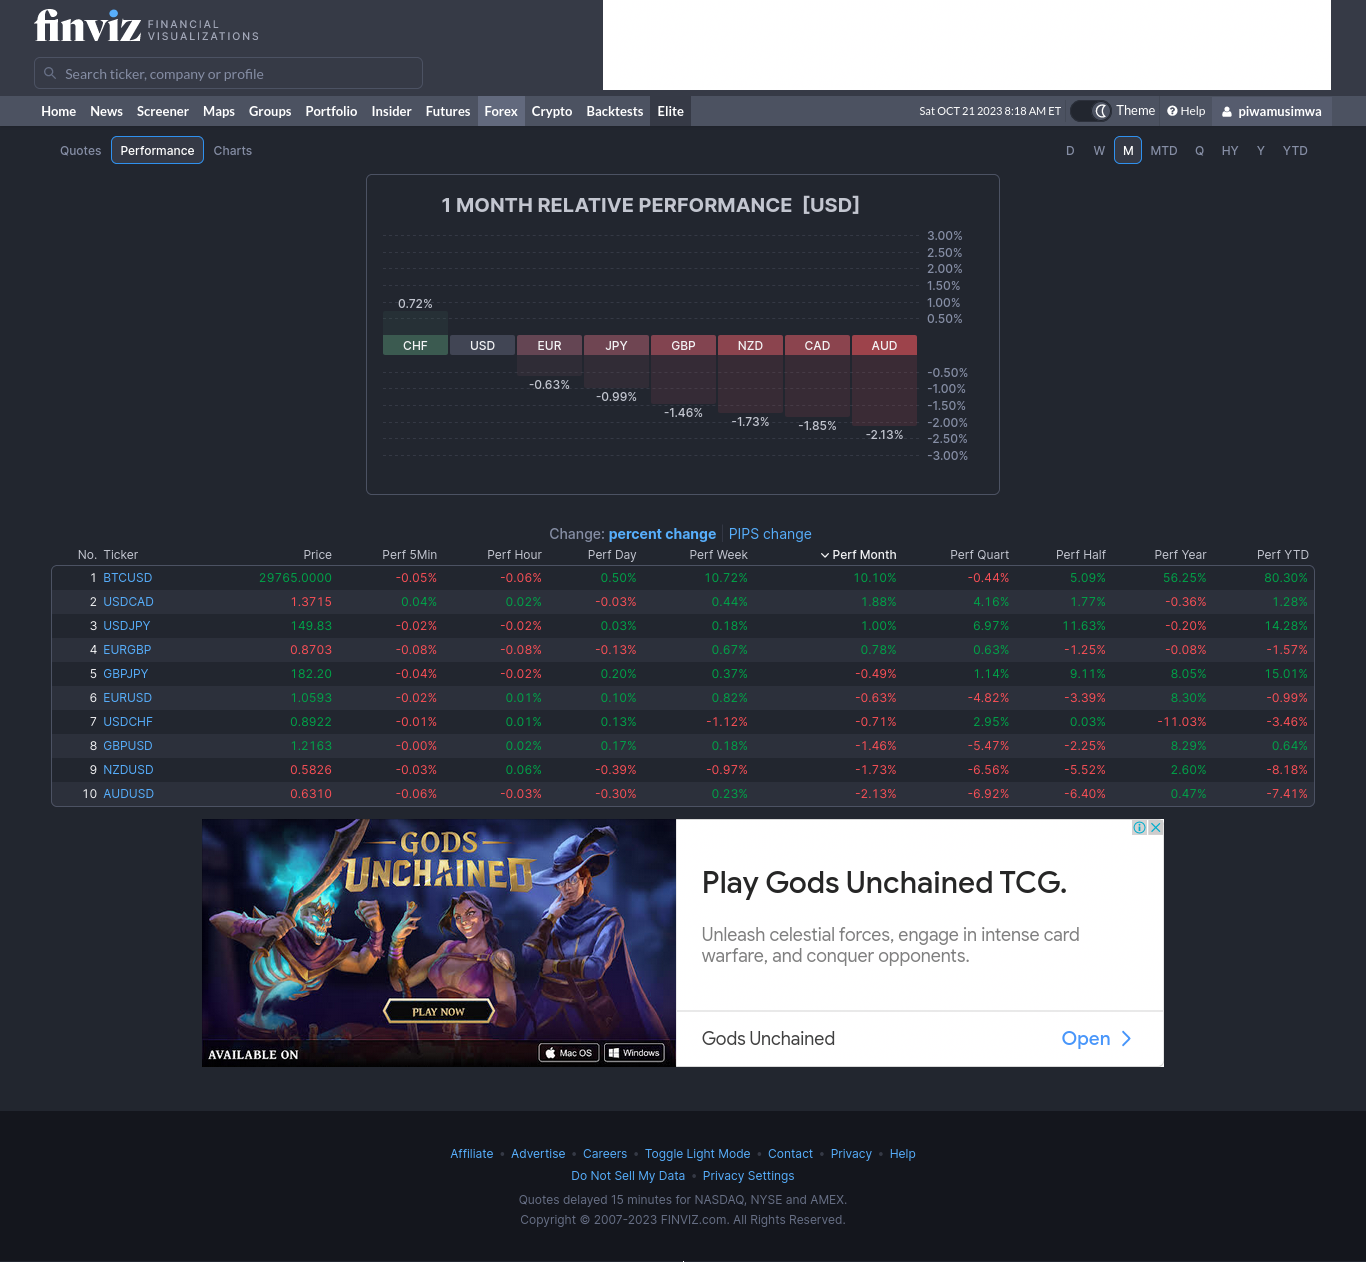 finviz FINANCIAL
VISUALIZATIONS
Search ticker, company or profile
Home News Screener Maps Groups Portfolio Insider Futures Forex Crypto Backtests Elite Sat OCT 21 2023 8:18 AM ET Theme Help piwamusimwa
Quotes Performance Charts D W M MTD Q HY Y YTD
1 MONTH RELATIVE PERFORMANCE [USD]
3.00%
2.50%
2.00%
1.50%
0.72% 1.00%
0.50%
CHF USD EUR JPY GBP NZD CAD AUD
-0.50%
-0.63% -1.00%
-0.99% -1.50%
-1.46%
-1.73% -2.00%
-1.85%
-2.13% -2.50%
-3.00%
Change: percent change PIPS change
No. Ticker Price Perf 5Min Perf Hour Perf Day Perf Week Perf Month Perf Quart Perf Half Perf Year Perf YTD
1 BTCUSD 29765.0000 -0.05% -0.06% 0.50% 10.72% 10.10% -0.44% 5.09% 56.25% 80.30%
2 USDCAD 1.3715 0.04% 0.02% -0.03% 0.44% 1.88% 4.16% 1.77% -0.36% 1.28%
3 USDJPY 149.83 -0.02% -0.02% 0.03% 0.18% 1.00% 6.97% 11.63% -0.20% 14.28%
4 EURGBP 0.8703 -0.08% -0.08% -0.13% 0.67% 0.78% 0.63% -1.25% -0.08% -1.57%
5 GBPJPY 182.20 -0.04% -0.02% 0.20% 0.37% -0.49% 1.14% 9.11% 8.05% 15.01%
6 EURUSD 1.0593 -0.02% 0.01% 0.10% 0.82% -0.63% -4.82% -3.39% 8.30% -0.99%
7 USDCHF 0.8922 -0.01% 0.01% 0.13% -1.12% -0.71% 2.95% 0.03% -11.03% -3.46%
8 GBPUSD 1.2163 -0.00% 0.02% 0.17% 0.18% -1.46% -5.47% -2.25% 8.29% 0.64%
9 NZDUSD 0.5826 -0.03% 0.06% -0.39% -0.97% -1.73% -6.56% -5.52% 2.60% -8.18%
10 AUDUSD 0.6310 -0.06% -0.03% -0.30% 0.23% -2.13% -6.92% -6.40% 0.47% -7.41%
GODS
UNCHAINED
PLAY NOW
AVAILABLE ON Mac OS Windows
Play Gods Unchained TCG.
Unleash celestial forces, engage in intense card
warfare, and conquer opponents.
Gods Unchained Open
Affiliate • Advertise • Careers • Toggle Light Mode • Contact • Privacy • Help
Do Not Sell My Data • Privacy Settings
Quotes delayed 15 minutes for NASDAQ, NYSE and AMEX.
Copyright © 2007-2023 FINVIZ.com. All Rights Reserved.